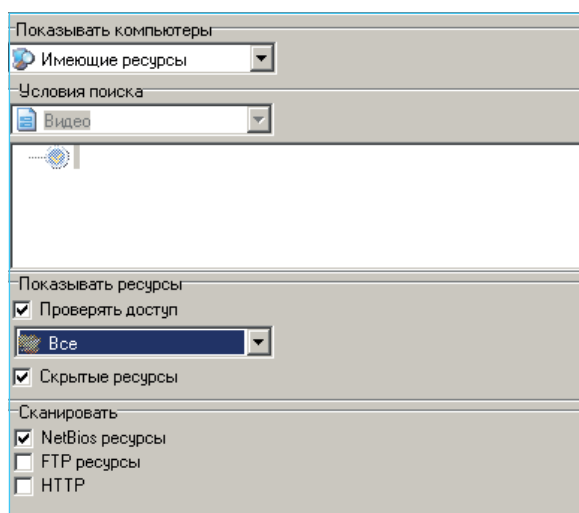 Показывать компьютеры
Имеющие ресурсы
Условия поиска
Видео
Показывать ресурсы
Проверять доступ
Все
Скрытые ресурсы
Сканировать
NetBios ресурсы
FTP ресурсы
HTTP